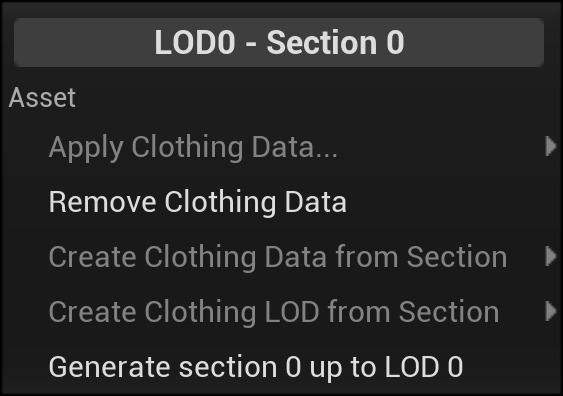 LOD0 - Section 0
Asset
Apply Clothing Data...
Remove Clothing Data
Create Clothing Data from Section
Create Clothing LOD from Section
Generate section 0 up to LOD 0